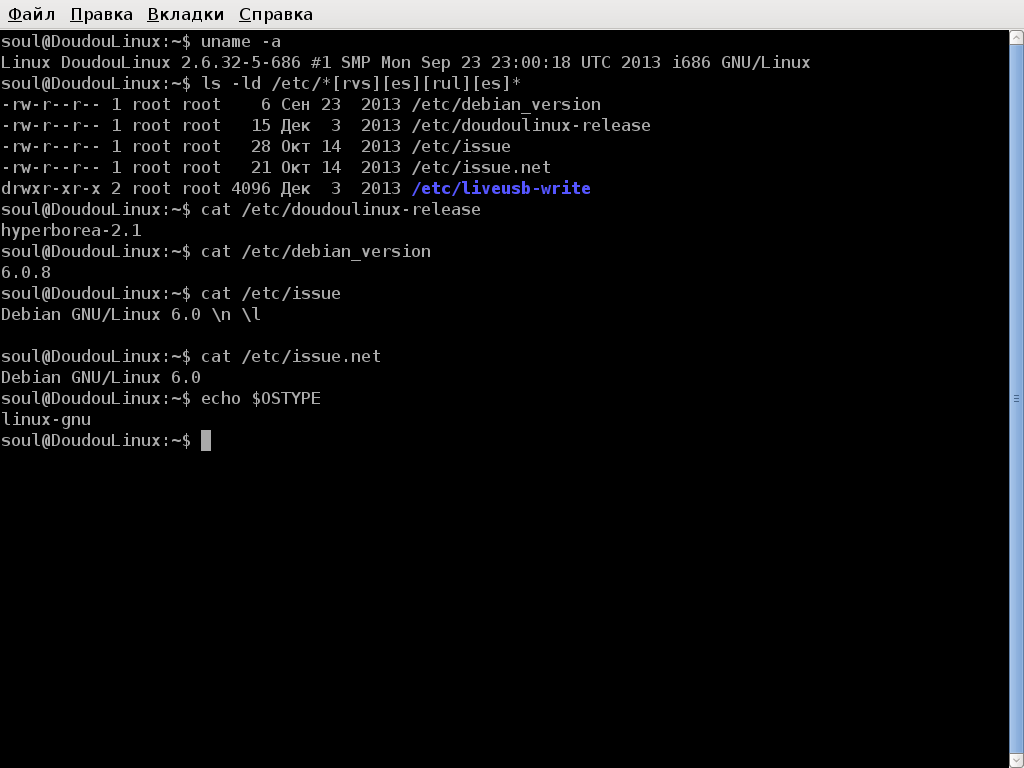 Файл Правка Вкладки Справка
soul@DoudouLinux:~$ uname -a
Linux DoudouLinux 2.6.32-5-686 #1 SMP Mon Sep 23 23:00:18 UTC 2013 i686 GNU/Linux
soul@DoudouLinux:~$ ls -ld /etc/*[rvs][es][rul][es]*
-rw-r--r-- 1 root root    6 Сен 23  2013 /etc/debian_version
-rw-r--r-- 1 root root   15 Дек  3  2013 /etc/doudoulinux-release
-rw-r--r-- 1 root root   28 Окт 14  2013 /etc/issue
-rw-r--r-- 1 root root   21 Окт 14  2013 /etc/issue.net
drwxr-xr-x 2 root root 4096 Дек  3  2013 /etc/liveusb-write
soul@DoudouLinux:~$ cat /etc/doudoulinux-release
hyperborea-2.1
soul@DoudouLinux:~$ cat /etc/debian_version
6.0.8
soul@DoudouLinux:~$ cat /etc/issue
Debian GNU/Linux 6.0 \n \l

soul@DoudouLinux:~$ cat /etc/issue.net
Debian GNU/Linux 6.0
soul@DoudouLinux:~$ echo $OSTYPE
linux-gnu
soul@DoudouLinux:~$